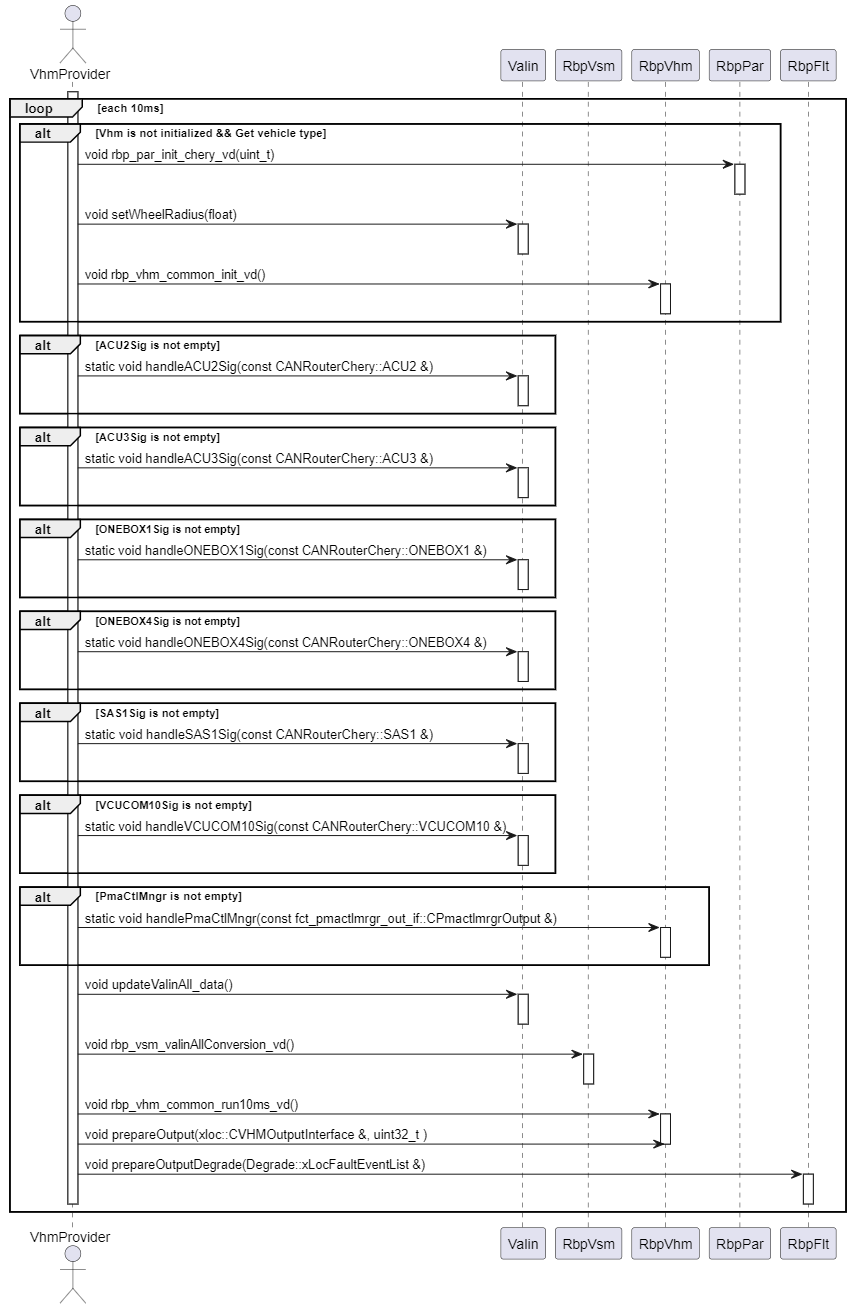 VhmProvider
Valin
RbpVsm
RbpVhm
RbpPar
RbpFlt
loop [each 10ms]
alt [Vhm is not initialized && Get vehicle type]
void rbp_par_init_chery_vd(uint_t)
void setWheelRadius(float)
void rbp_vhm_common_init_vd()
alt [ACU2Sig is not empty]
static void handleACU2Sig(const CANRouterChery::ACU2 &)
alt [ACU3Sig is not empty]
static void handleACU3Sig(const CANRouterChery::ACU3 &)
alt [ONEBOX1Sig is not empty]
static void handleONEBOX1Sig(const CANRouterChery::ONEBOX1 &)
alt [ONEBOX4Sig is not empty]
static void handleONEBOX4Sig(const CANRouterChery::ONEBOX4 &)
alt [SAS1Sig is not empty]
static void handleSAS1Sig(const CANRouterChery::SAS1 &)
alt [VCUCOM10Sig is not empty]
static void handleVCUCOM10Sig(const CANRouterChery::VCUCOM10 &)
alt [PmaCtlMngr is not empty]
static void handlePmaCtlMngr(const fct_pmactlmrgr_out_if::CPmactlmrgrOutput &)
void updateValinAll_data()
void rbp_vsm_valinAllConversion_vd()
void rbp_vhm_common_run10ms_vd()
void prepareOutput(xloc::CVHMOutputInterface &, uint32_t )
void prepareOutputDegrade(Degrade::xLocFaultEventList &)
VhmProvider
Valin
RbpVsm
RbpVhm
RbpPar
RbpFlt